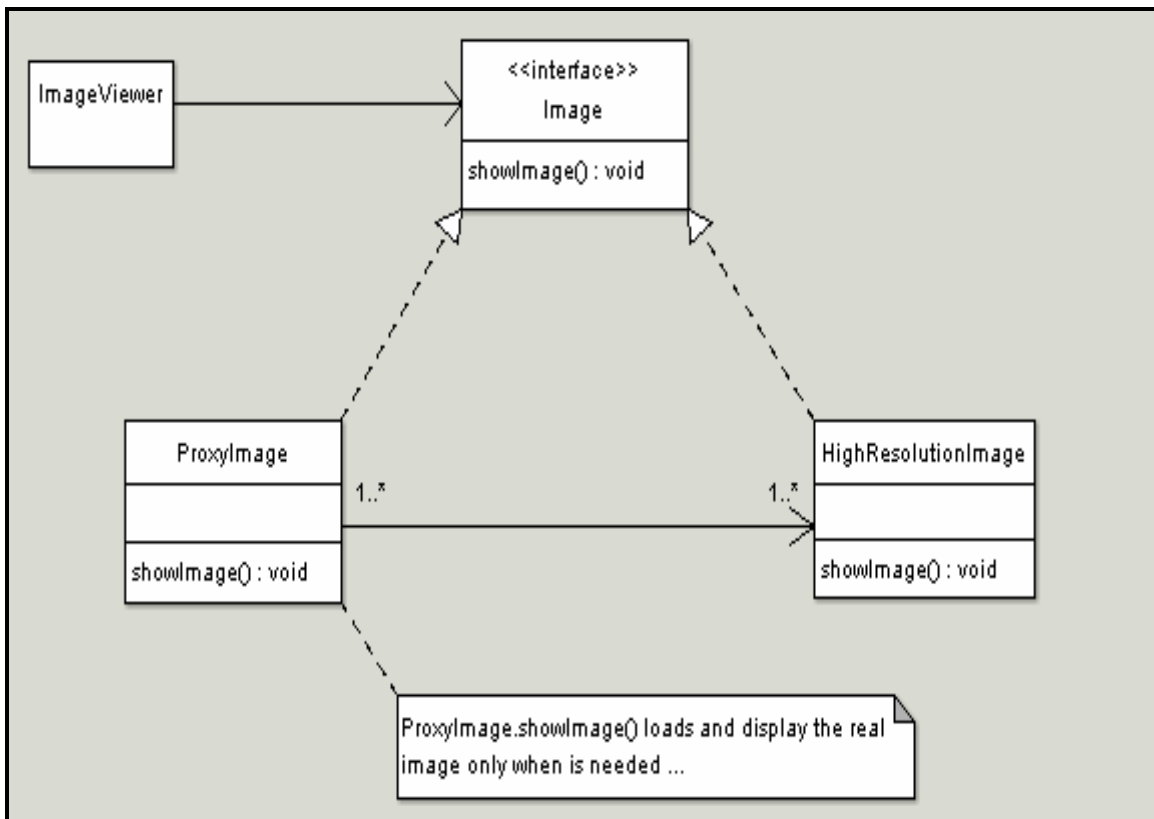 ImageViewer
<<interface>>
Image
showImage() : void
ProxyImage
showImage() : void
1..*
1..*
HighResolutionImage
showImage() : void
ProxyImage.showImage() loads and display the real
image only when is needed ...